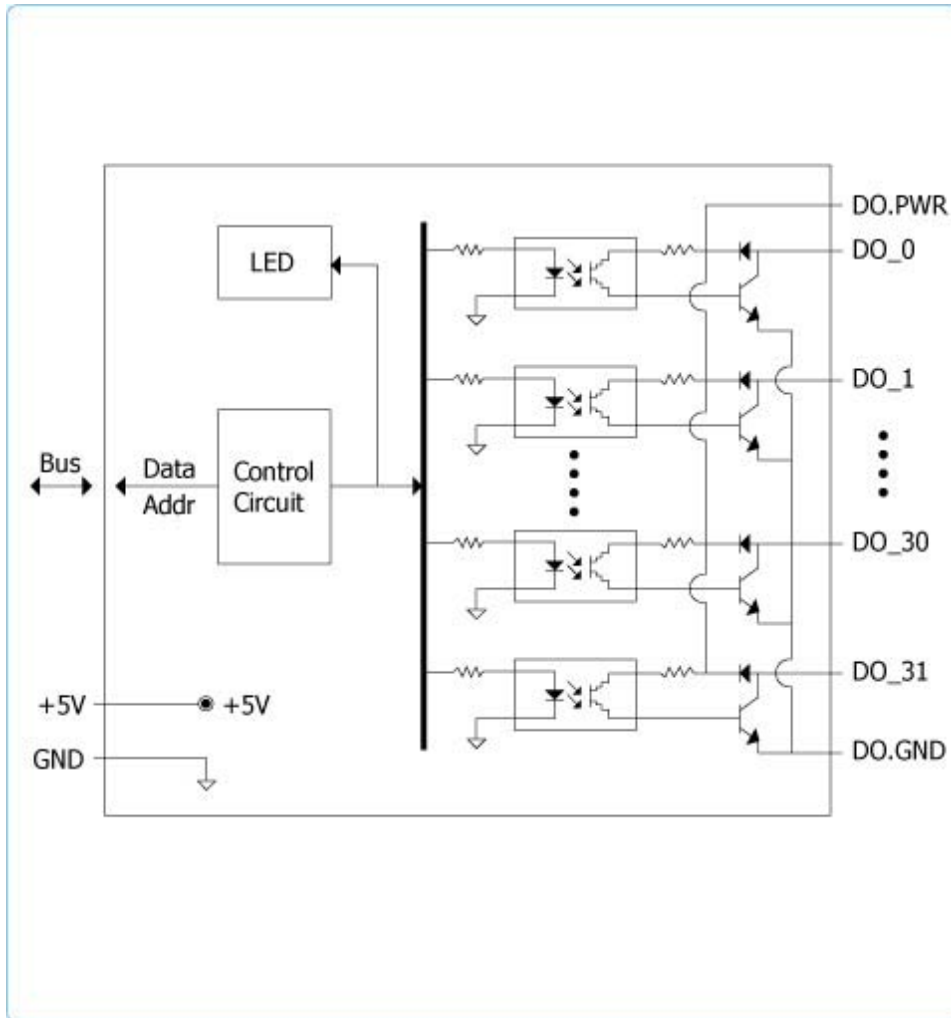 DO.PWR
LED
DO_0
DO_1
Bus
Data
Addr
Control
Circuit
DO_30
DO_31
+5V
+5V
GND
DO.GND